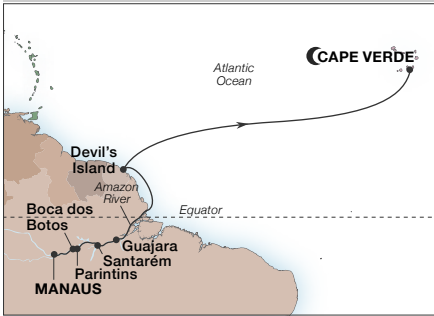 CAPE VERDE
Atlantic
Ocean
Devil's
Island
Amazon
River
Equator
Boca dos
Botos
Guajara
Santarém
Parintins
MANAUS